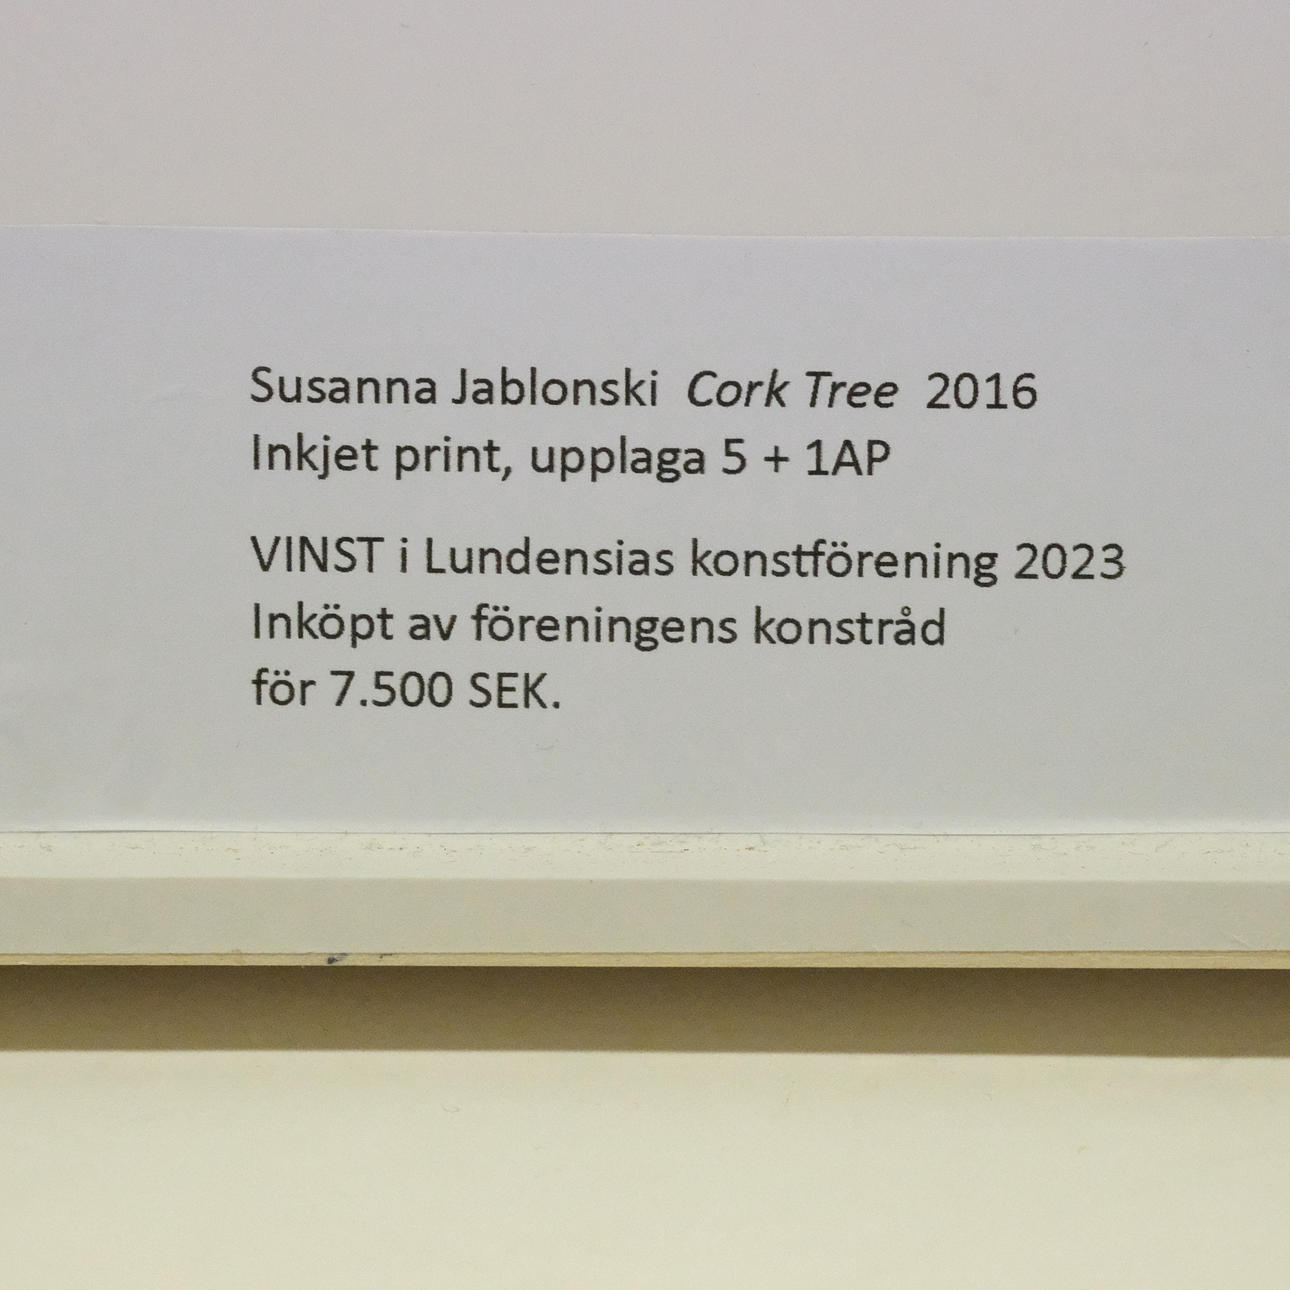 Susanna Jablonski Cork Tree 2016
Inkjet print, upplaga 5 + 1AP
VINST i Lundensias konstförening 2023
Inköpt av föreningens konstråd
för 7.500 SEK.